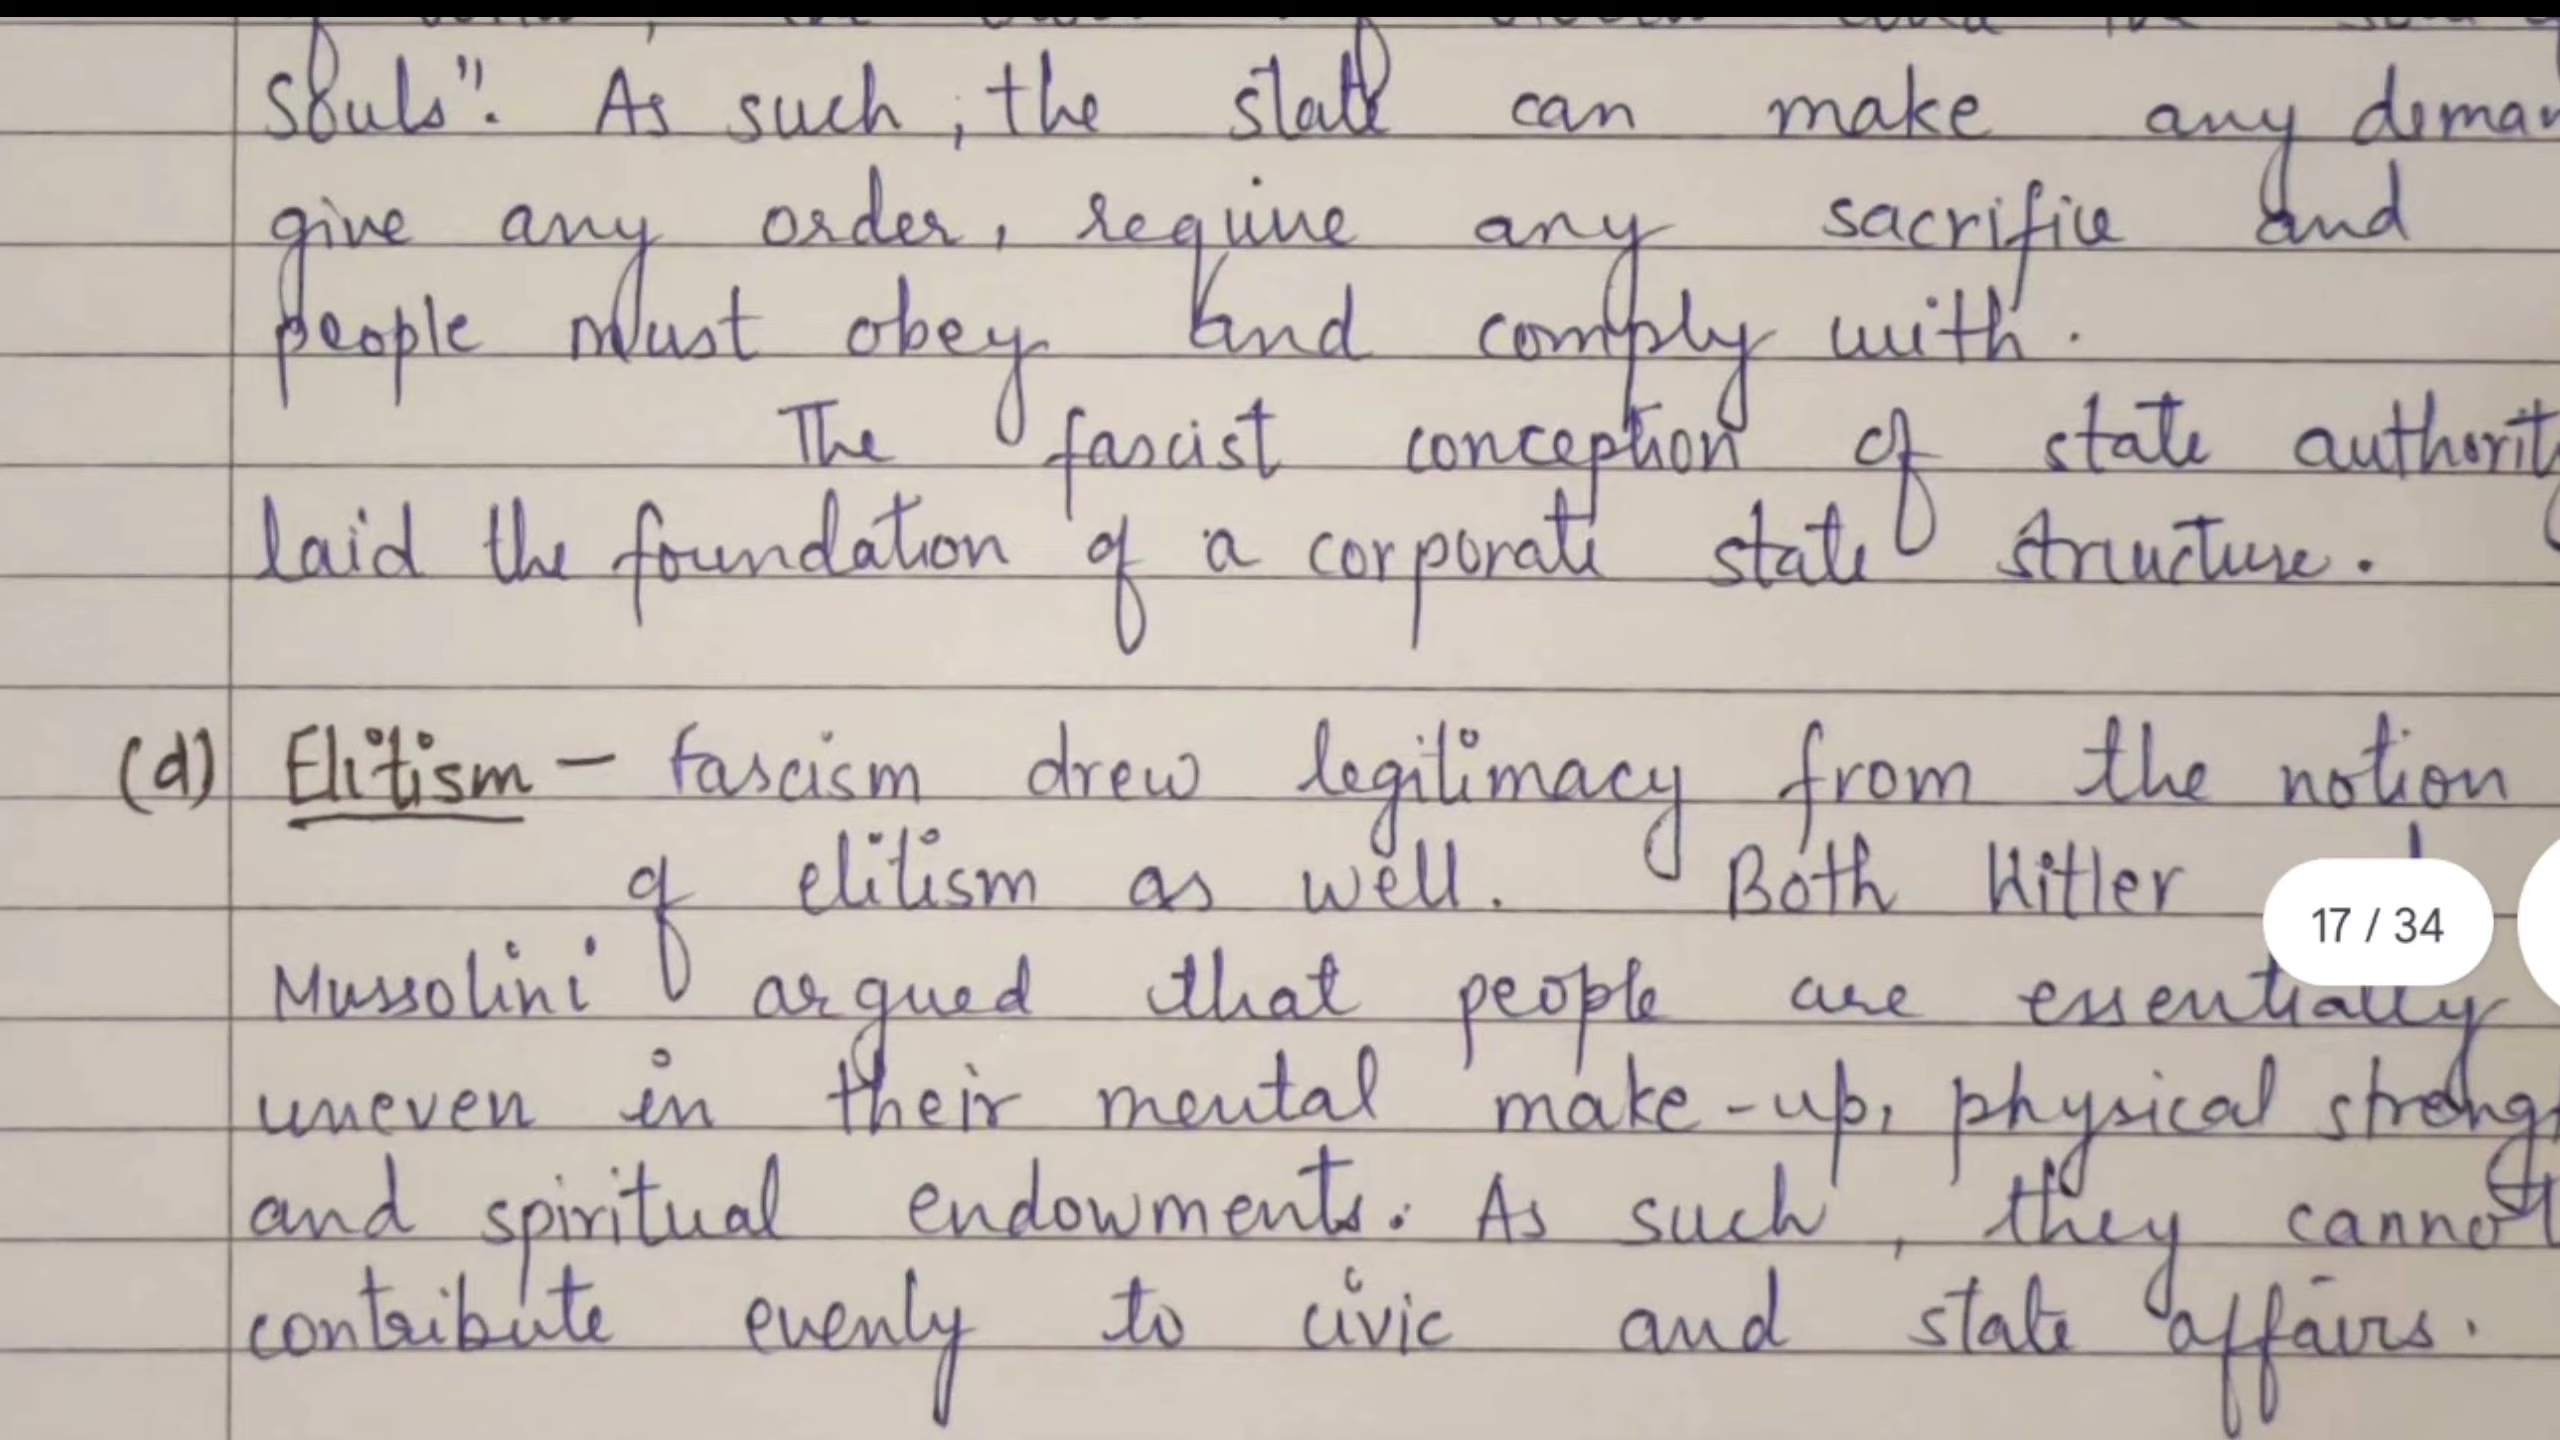 souls". As such, the state can make any deman
give any order, require any sacrifice and
people must obey and comply with.
The fascist conception of state authority
laid the foundation of a corporate state structure.
(d) Elitism - fascism drew legitimacy from the notion
of elitism as well. Both Hitler
17 / 34
Mussolini argued that people are essentially
uneven in their mental make-up, physical strengt
and spiritual endowments. As such, they cannot
contribute evenly to civic and state affairs.